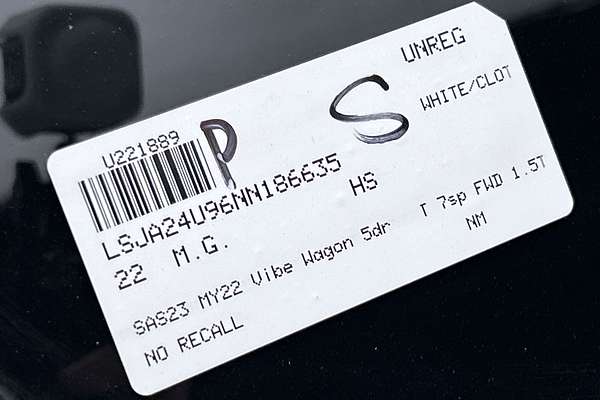 UNREG
U221889 P S WHITE/CLOT
LSJA24U96NN186635 HS
22 M.G.
SAS23 MY22 Vibe Wagon 5dr T 7sp FWD 1.5T
NO RECALL NM